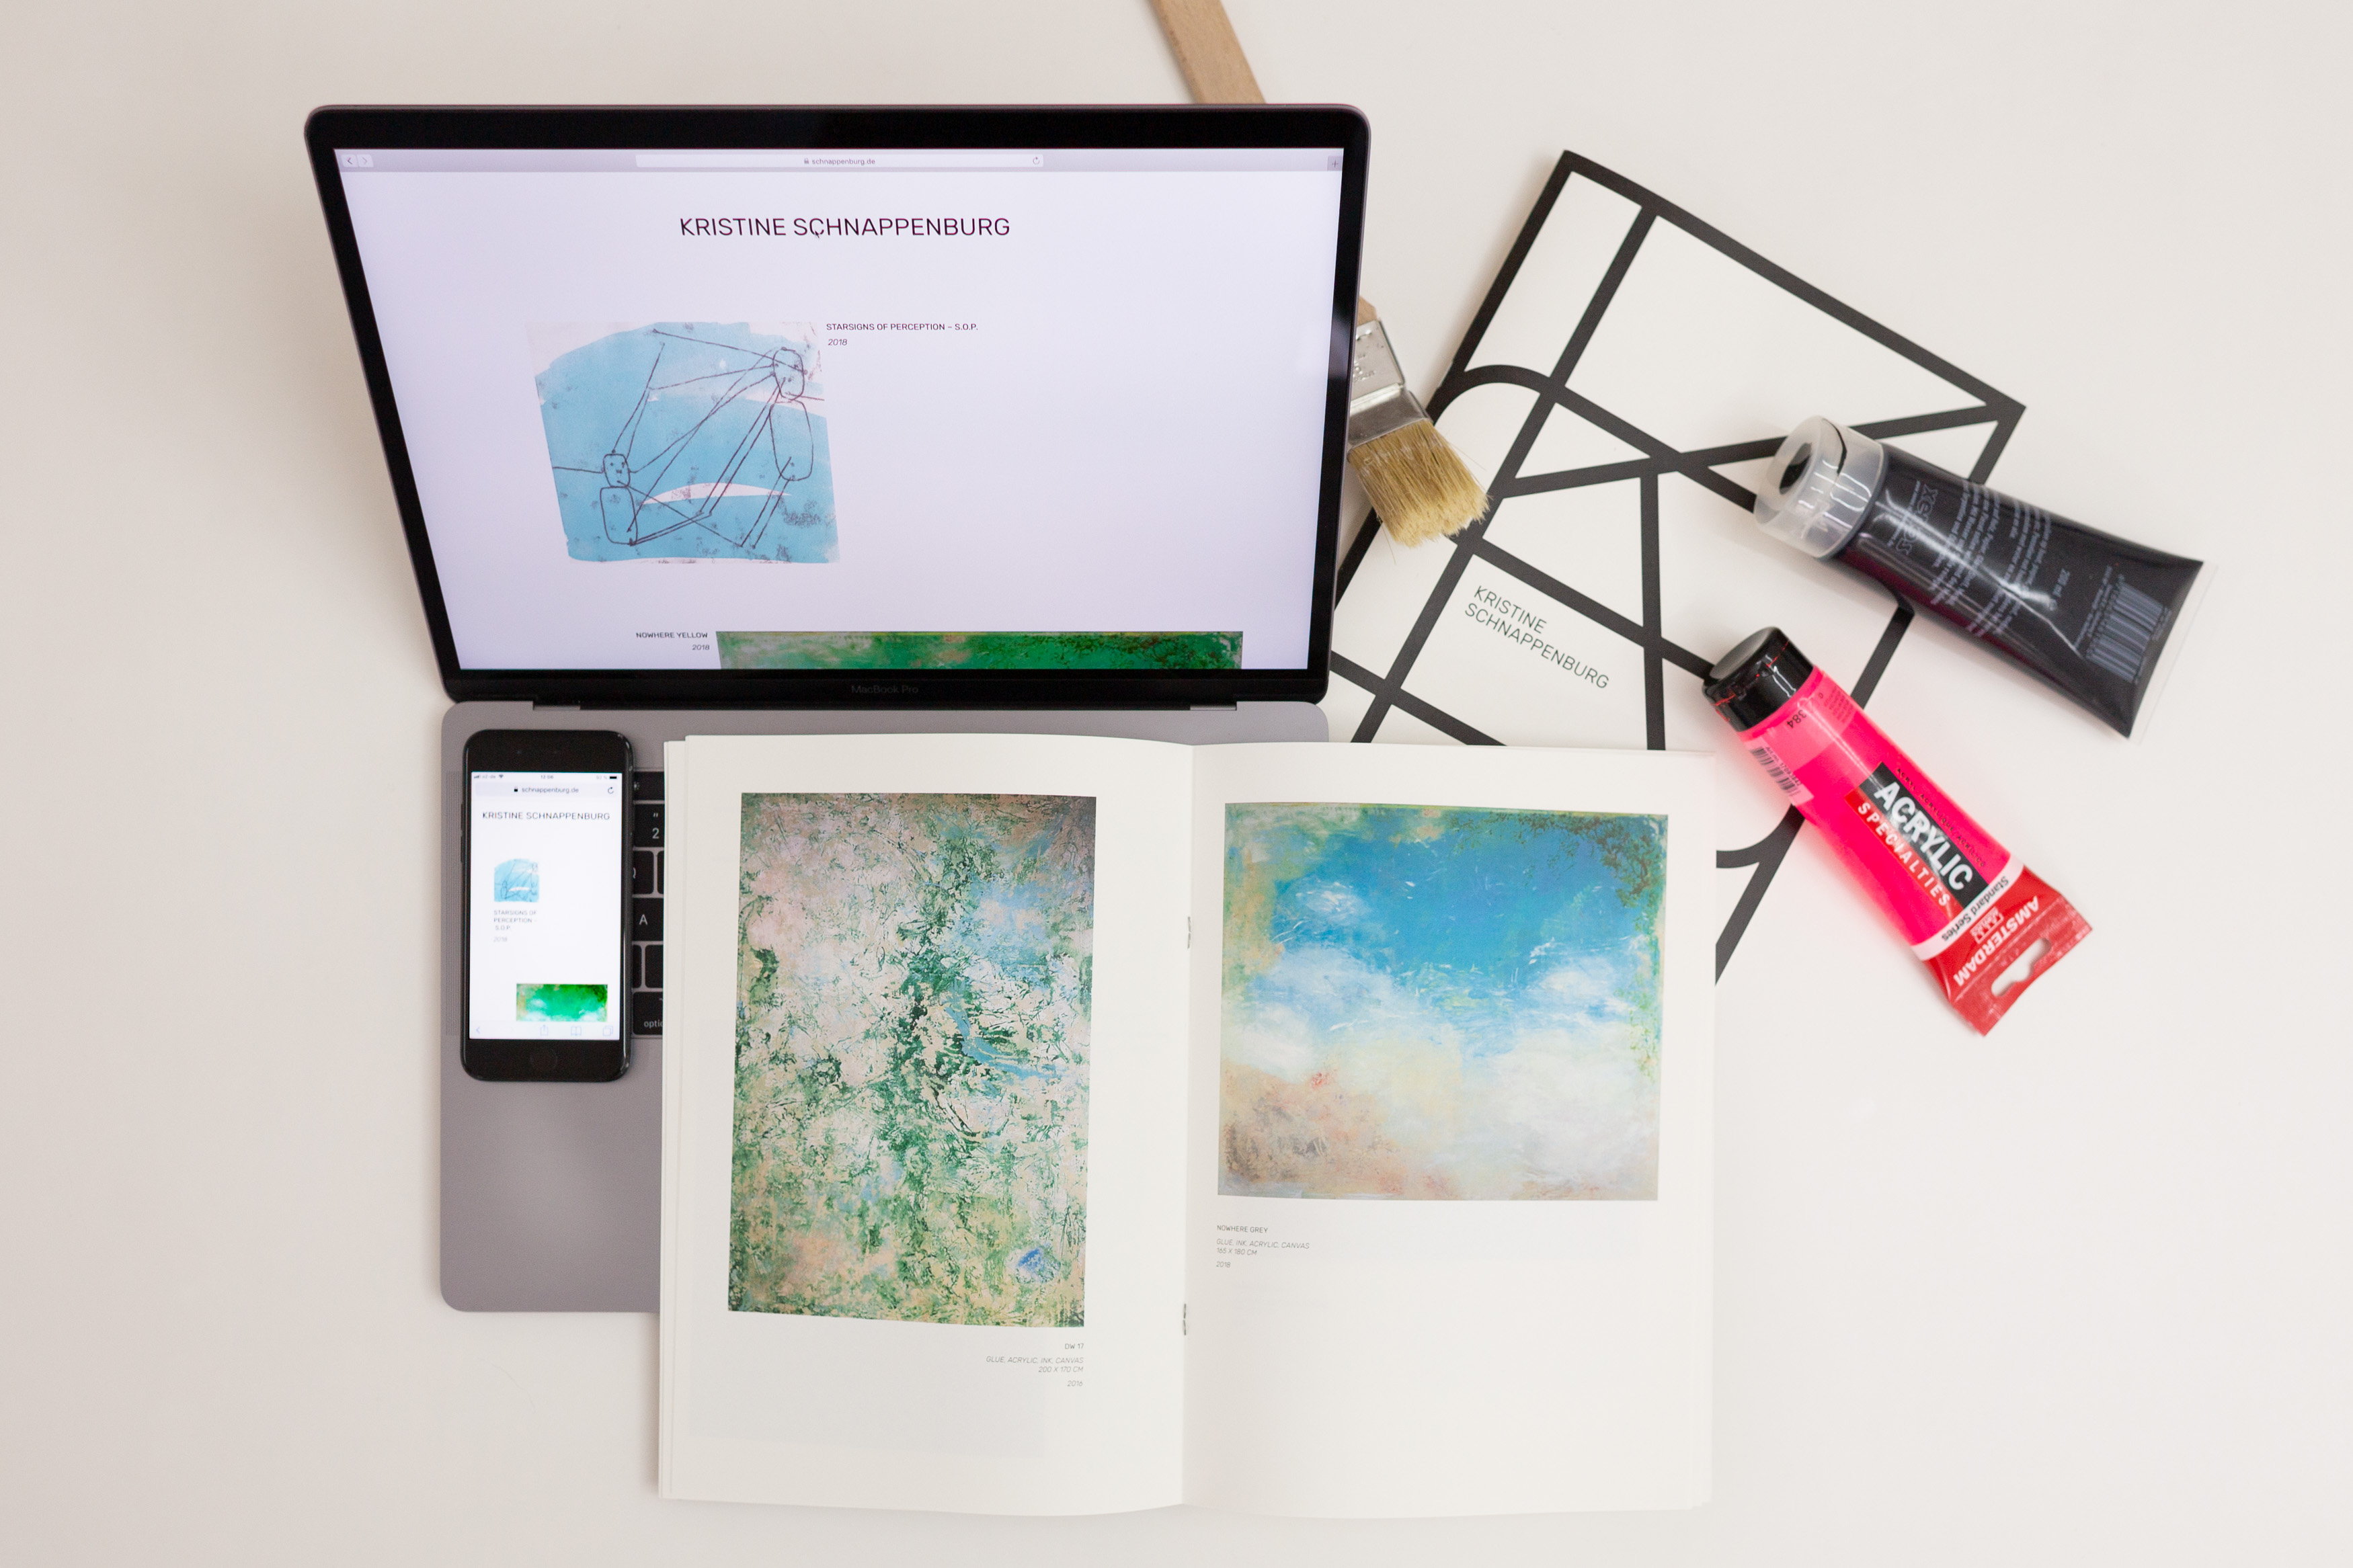 schnappenburg.de
KRISTINE SCHNAPPENBURG
STARSIGNS OF PERCEPTION – S.O.P.
2018
NOWHERE YELLOW
2018
MacBook Pro
schnappenburg.de
KRISTINE SCHNAPPENBURG
STARSIGNS OF
PERCEPTION –
S.O.P.
2018
"
2
A
KRISTINE
SCHNAPPENBURG
384
ACRYLIC
SPECIALTIES
Standard Series
AMSTERDAM
DW 17
GLUE, ACRYLIC, INK, CANVAS
200 X 170 CM
2016
NOWHERE GREY
GLUE, INK, ACRYLIC, CANVAS
165 X 180 CM
2018